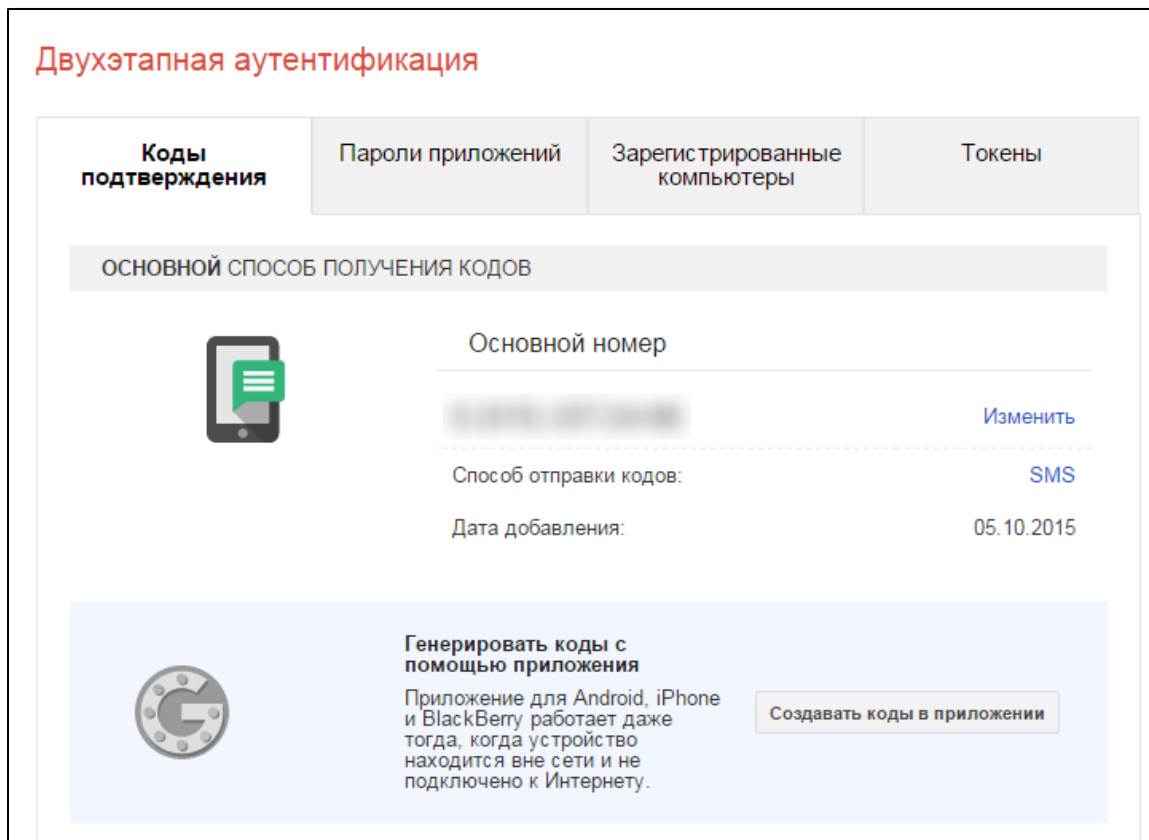 Двухэтапная аутентификация
Коды
подтверждения
Пароли приложений
Зарегистрированные
компьютеры
Токены
ОСНОВНОЙ СПОСОБ ПОЛУЧЕНИЯ КОДОВ
Основной номер
Изменить
Способ отправки кодов: SMS
Дата добавления: 05.10.2015
Генерировать коды с
помощью приложения
Приложение для Android, iPhone
и BlackBerry работает даже
тогда, когда устройство
находится вне сети и не
подключено к Интернету.
Создавать коды в приложении